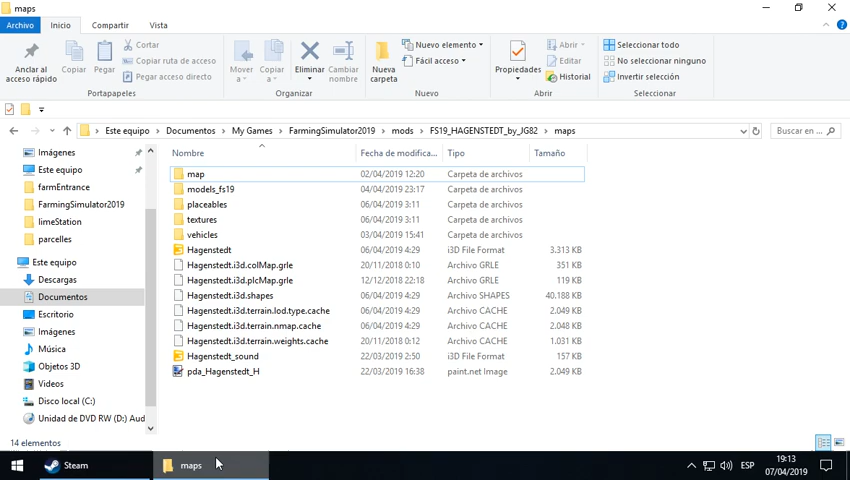 maps
Archivo Inicio Compartir Vista
Anclar al acceso rápido
Copiar
Pegar
Cortar
Copiar ruta de acceso
Pegar acceso directo
Portapapeles
Mover a
Copiar a
Eliminar
Cambiar nombre
Organizar
Nueva carpeta
Nuevo elemento
Fácil acceso
Nuevo
Propiedades
Abrir
Editar
Historial
Abrir
Seleccionar todo
No seleccionar ninguno
Invertir selección
Seleccionar
Este equipo › Documentos › My Games › FarmingSimulator2019 › mods › FS19_HAGENSTEDT_by_JG82 › maps
Buscar en ...
Imágenes
Este equipo
farmEntrance
FarmingSimulator2019
limeStation
parcelles
Este equipo
Descargas
Documentos
Escritorio
Imágenes
Música
Objetos 3D
Videos
Disco local (C:)
Unidad de DVD RW (D:) Aud
Nombre Fecha de modifica... Tipo Tamaño
map 02/04/2019 12:20 Carpeta de archivos
models_fs19 04/04/2019 23:17 Carpeta de archivos
placeables 06/04/2019 3:11 Carpeta de archivos
textures 06/04/2019 3:11 Carpeta de archivos
vehicles 03/04/2019 15:41 Carpeta de archivos
Hagenstedt 06/04/2019 4:29 i3D File Format 3.313 KB
Hagenstedt.i3d.colMap.grle 20/11/2018 0:10 Archivo GRLE 351 KB
Hagenstedt.i3d.plcMap.grle 12/12/2018 22:18 Archivo GRLE 119 KB
Hagenstedt.i3d.shapes 06/04/2019 4:29 Archivo SHAPES 40.188 KB
Hagenstedt.i3d.terrain.lod.type.cache 06/04/2019 4:29 Archivo CACHE 2.049 KB
Hagenstedt.i3d.terrain.nmap.cache 06/04/2019 4:29 Archivo CACHE 2.048 KB
Hagenstedt.i3d.terrain.weights.cache 20/11/2018 0:12 Archivo CACHE 1.031 KB
Hagenstedt_sound 22/03/2019 2:50 i3D File Format 157 KB
pda_Hagenstedt_H 22/03/2019 16:38 paint.net Image 2.049 KB
14 elementos
Steam
maps
ESP
19:13
07/04/2019